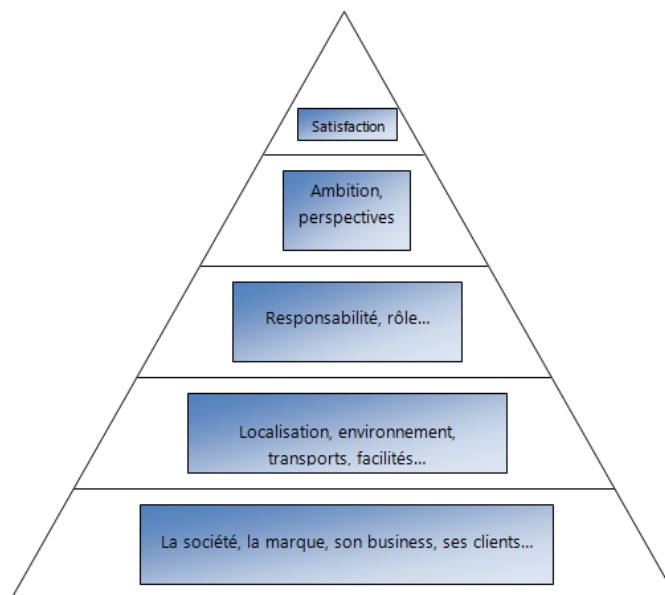 Satisfaction
Ambition,
perspectives
Responsabilité, rôle...
Localisation, environnement,
transports, facilités...
La société, la marque, son business, ses clients...